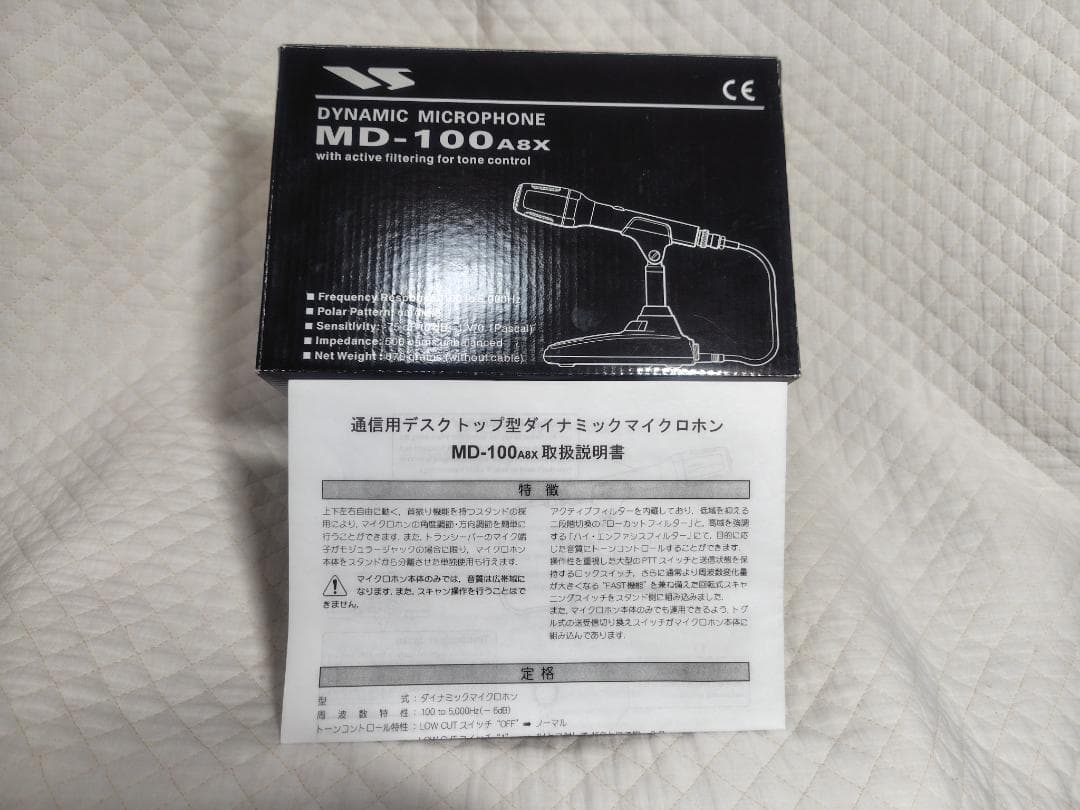 VS
CE
DYNAMIC MICROPHONE
MD-100A8X
with active filtering for tone control
■ Frequency Response: 100 to 5,000Hz
■ Polar Pattern:
■ Sensitivity: -75 V/0.1Pascal)
■ Impedance: 500 unbalanced
■ Net Weight: 870 grams (without cable)
通信用デスクトップ型ダイナミックマイクロホン
MD-100A8X 取扱説明書
特 徴
上下左右自由に動く、首振り機能を持つスタンドの採
用により、マイクロホンの角度調節・方向調節を簡単に
行うことができます. また、トランシーバーのマイク端
子がモジュラージャックの場合に限り、マイクロホン
本体をスタンドから分離させた単独使用も行えます.
マイクロホン本体のみでは、音質は広帯域に
なります. また、スキャン操作を行うことはで
きません.
アクティブフィルターを内蔵しており、低域を抑える
二段階切換の「ローカットフィルター」と、高域を強調
する「ハイ・エンファシスフィルター」にて、目的に応
じた音質にトーンコントロールすることができます.
操作性を重視した大型のPTTスイッチと送信状態を保
持するロックスイッチ、さらに通常より周波数変化量
が大きくなる "FAST機能" を兼ね備えた回転式スキャ
ニングスイッチをスタンド側に組み込みました.
また、マイクロホン本体のみでも運用できるよう、トグ
ル式の送受信切り換えスイッチがマイクロホン本体に
組み込んであります.
定 格
型 式 : ダイナミックマイクロホン
周 波 数 特 性 : 100 to 5,000Hz(－6dB)
トーンコントロール特性 : LOW CUT スイッチ "OFF" ➡ ノーマル